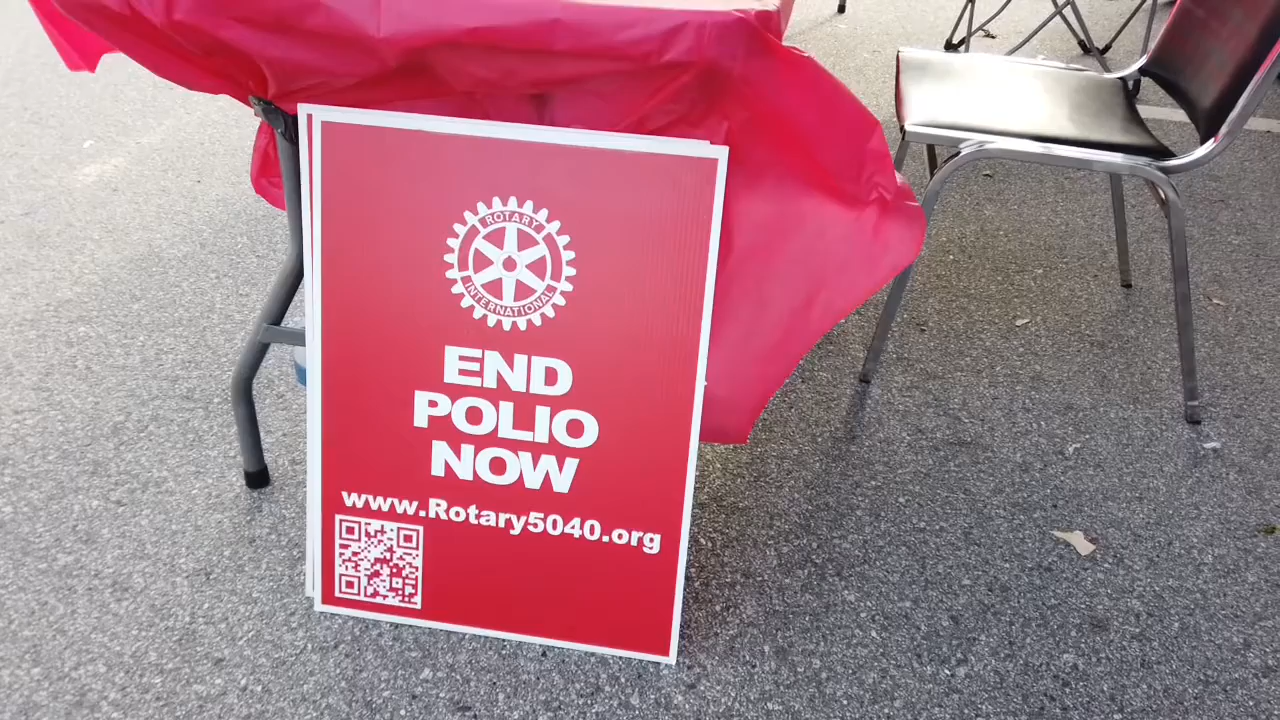 ROTARY
INTERNATIONAL
END
POLIO
NOW
www.Rotary5040.org